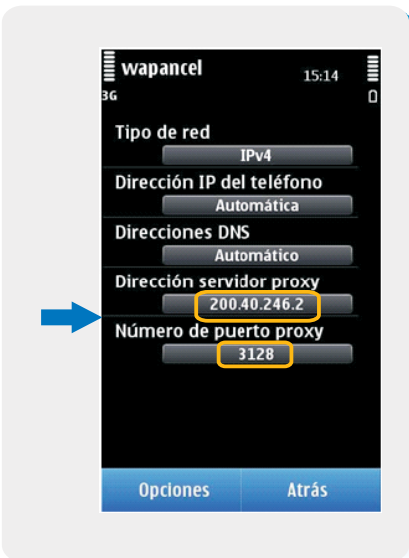 wapancel
15:14
3G
Tipo de red
IPv4
Dirección IP del teléfono
Automática
Direcciones DNS
Automático
Dirección servidor proxy
200.40.246.2
Número de puerto proxy
3128
Opciones
Atrás